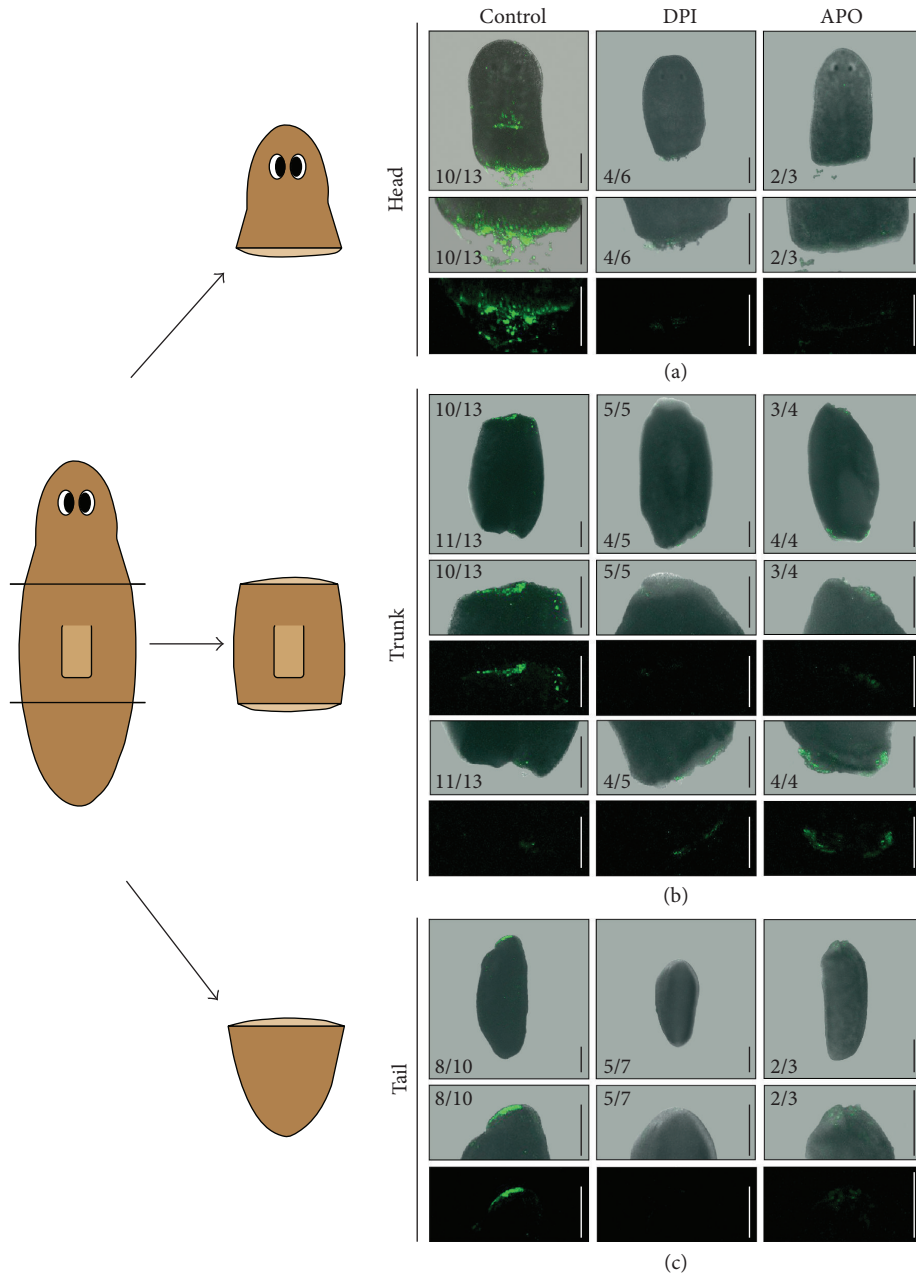 Control DPI APO
Head
10/13 4/6 2/3
10/13 4/6 2/3
(a)
Trunk
10/13 5/5 3/4
11/13 4/5 4/4
10/13 5/5 3/4
11/13 4/5 4/4
(b)
Tail
8/10 5/7 2/3
8/10 5/7 2/3
(c)